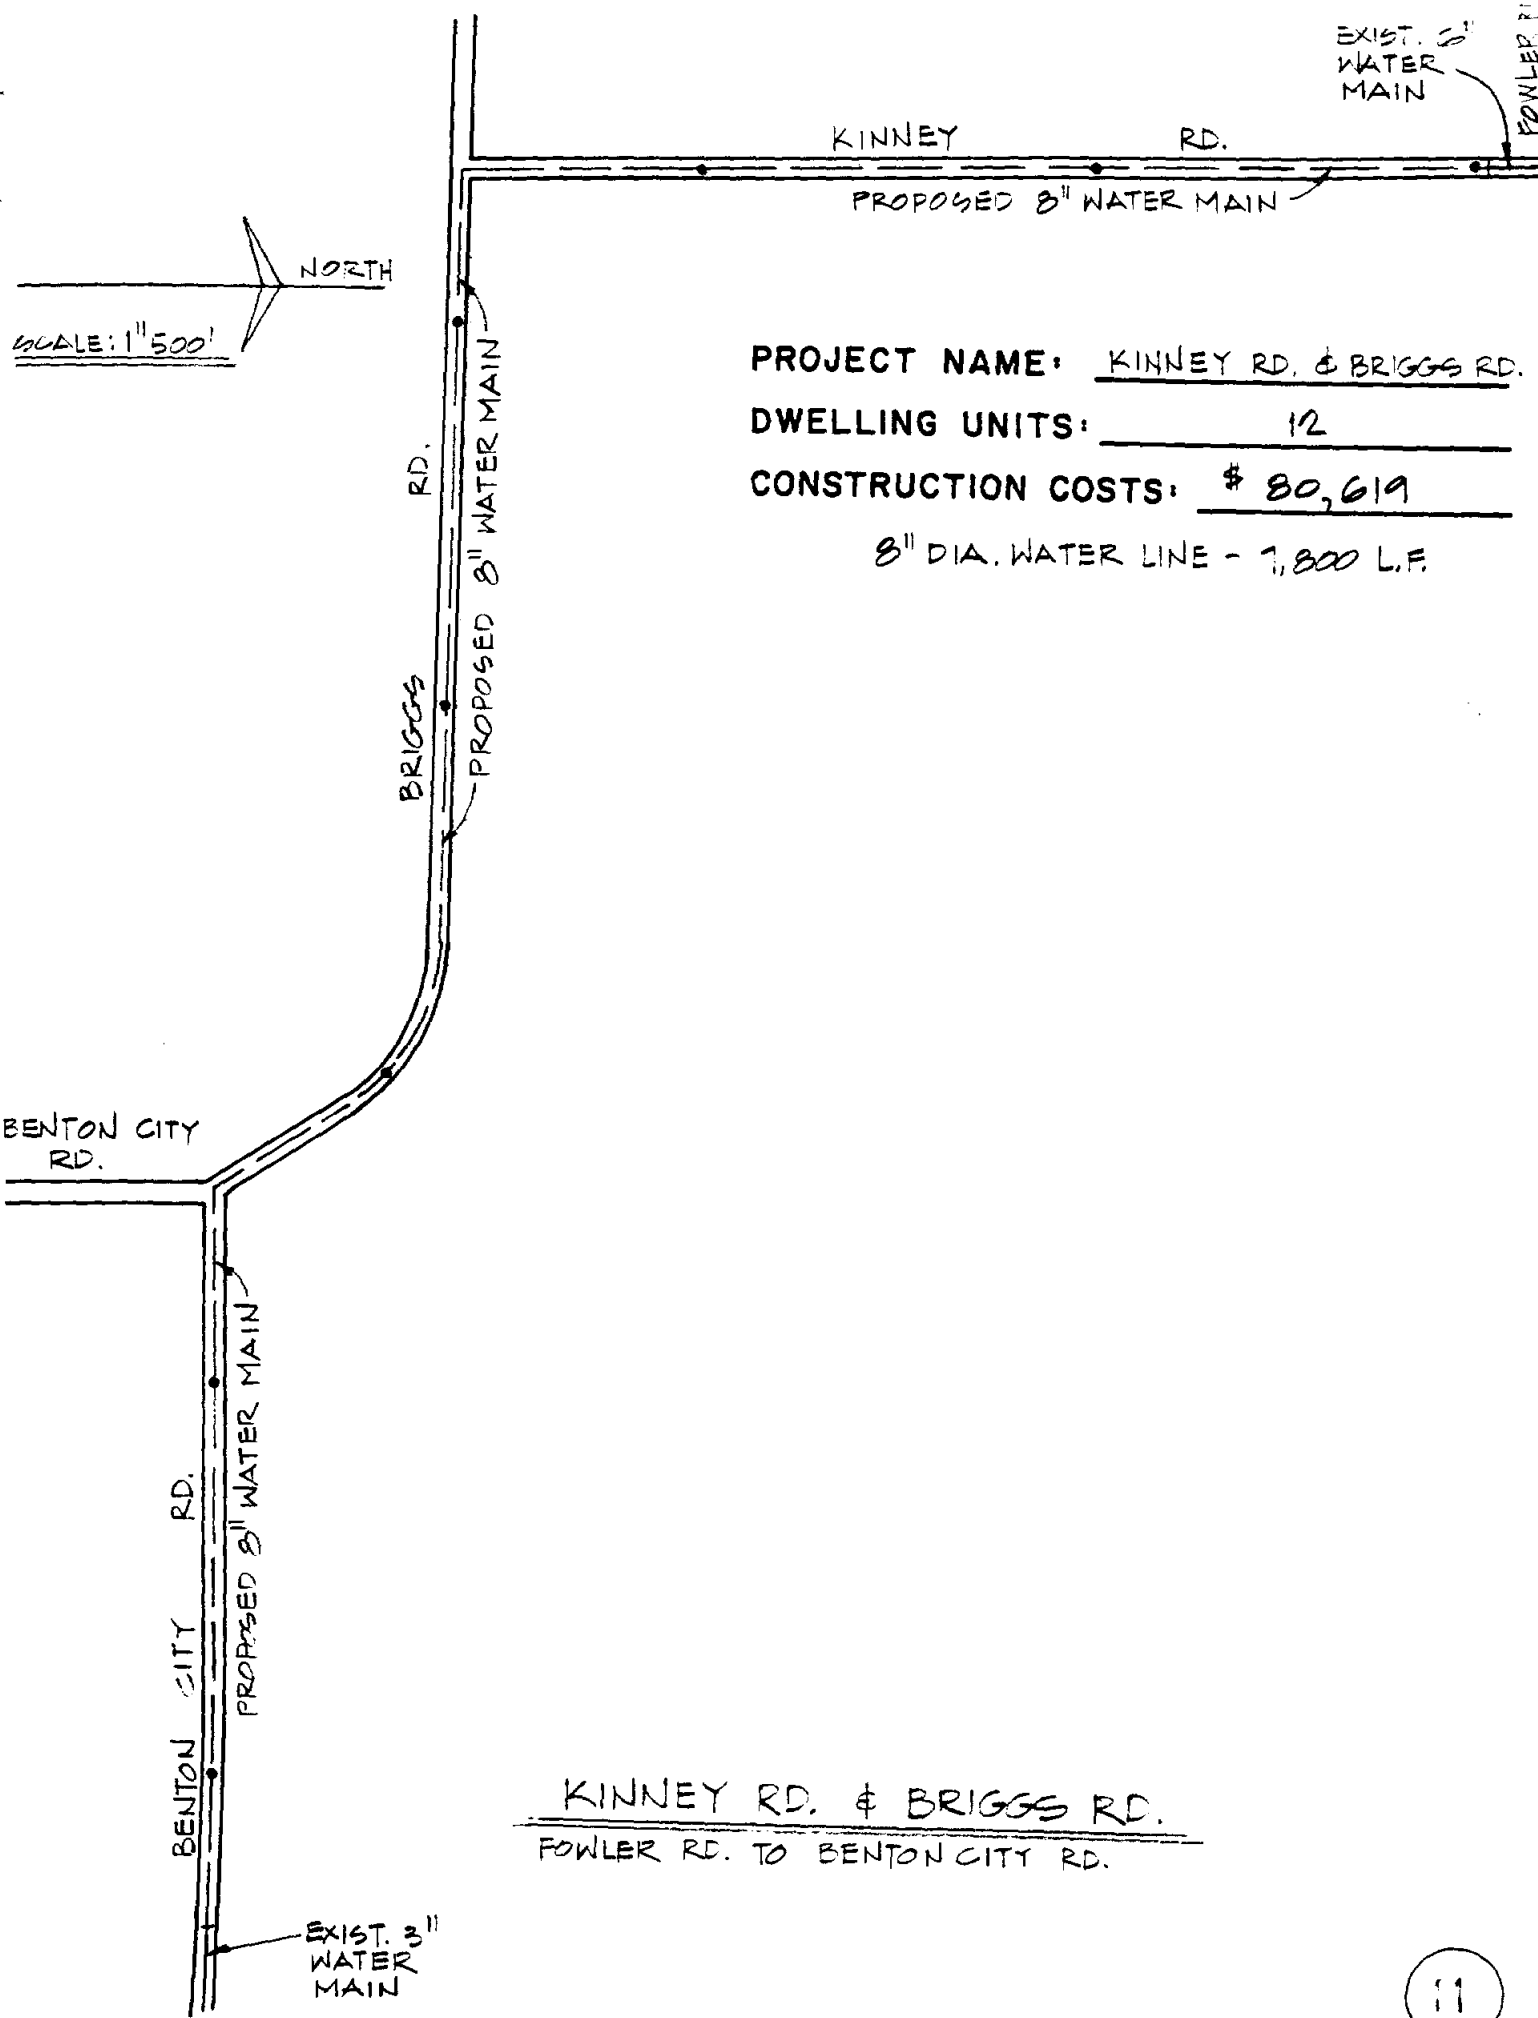 EXIST. 6"
WATER
MAIN
FOWLER
KINNEY RD.
PROPOSED 8" WATER MAIN
NORTH
SCALE: 1" 500'
PROJECT NAME: KINNEY RD. & BRIGGS RD.
DWELLING UNITS: 12
CONSTRUCTION COSTS: $ 80,619
8" DIA. WATER LINE - 7,800 L.F.
BRIGGS RD.
PROPOSED 8" WATER MAIN
BENTON CITY
RD.
BENTON CITY RD.
PROPOSED 8" WATER MAIN
KINNEY RD. & BRIGGS RD.
FOWLER RD. TO BENTON CITY RD.
EXIST. 3"
WATER
MAIN
11